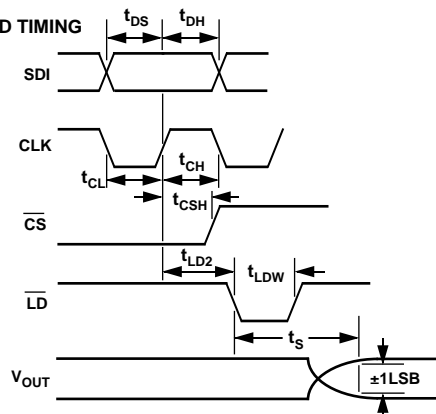 D TIMING
tDS
tDH
SDI
CLK
tCL
tCH
tCSH
CS
tLD2
tLDW
LD
tS
VOUT
±1LSB